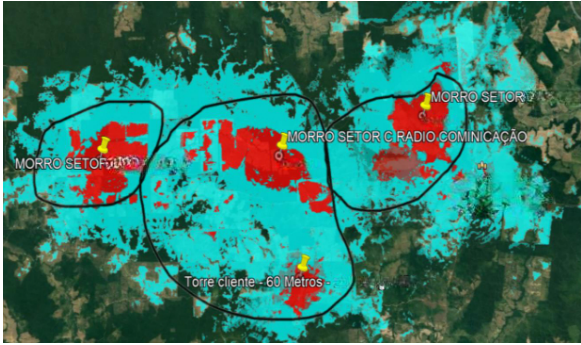 MORRO SETOR
MORRO SETOR C RADIO COMINICAÇÃO
MORRO SETOR
Torre cliente - 60 Metros -